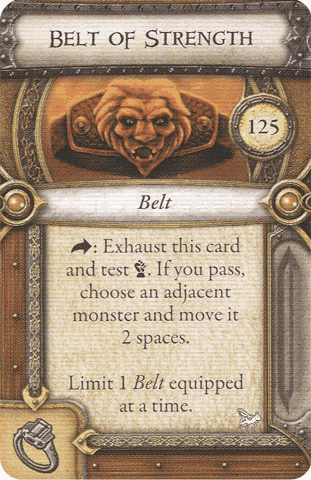 Belt of Strength
125
Belt
: Exhaust this card
and test . If you pass,
choose an adjacent
monster and move it
2 spaces.
Limit 1 Belt equipped
at a time.